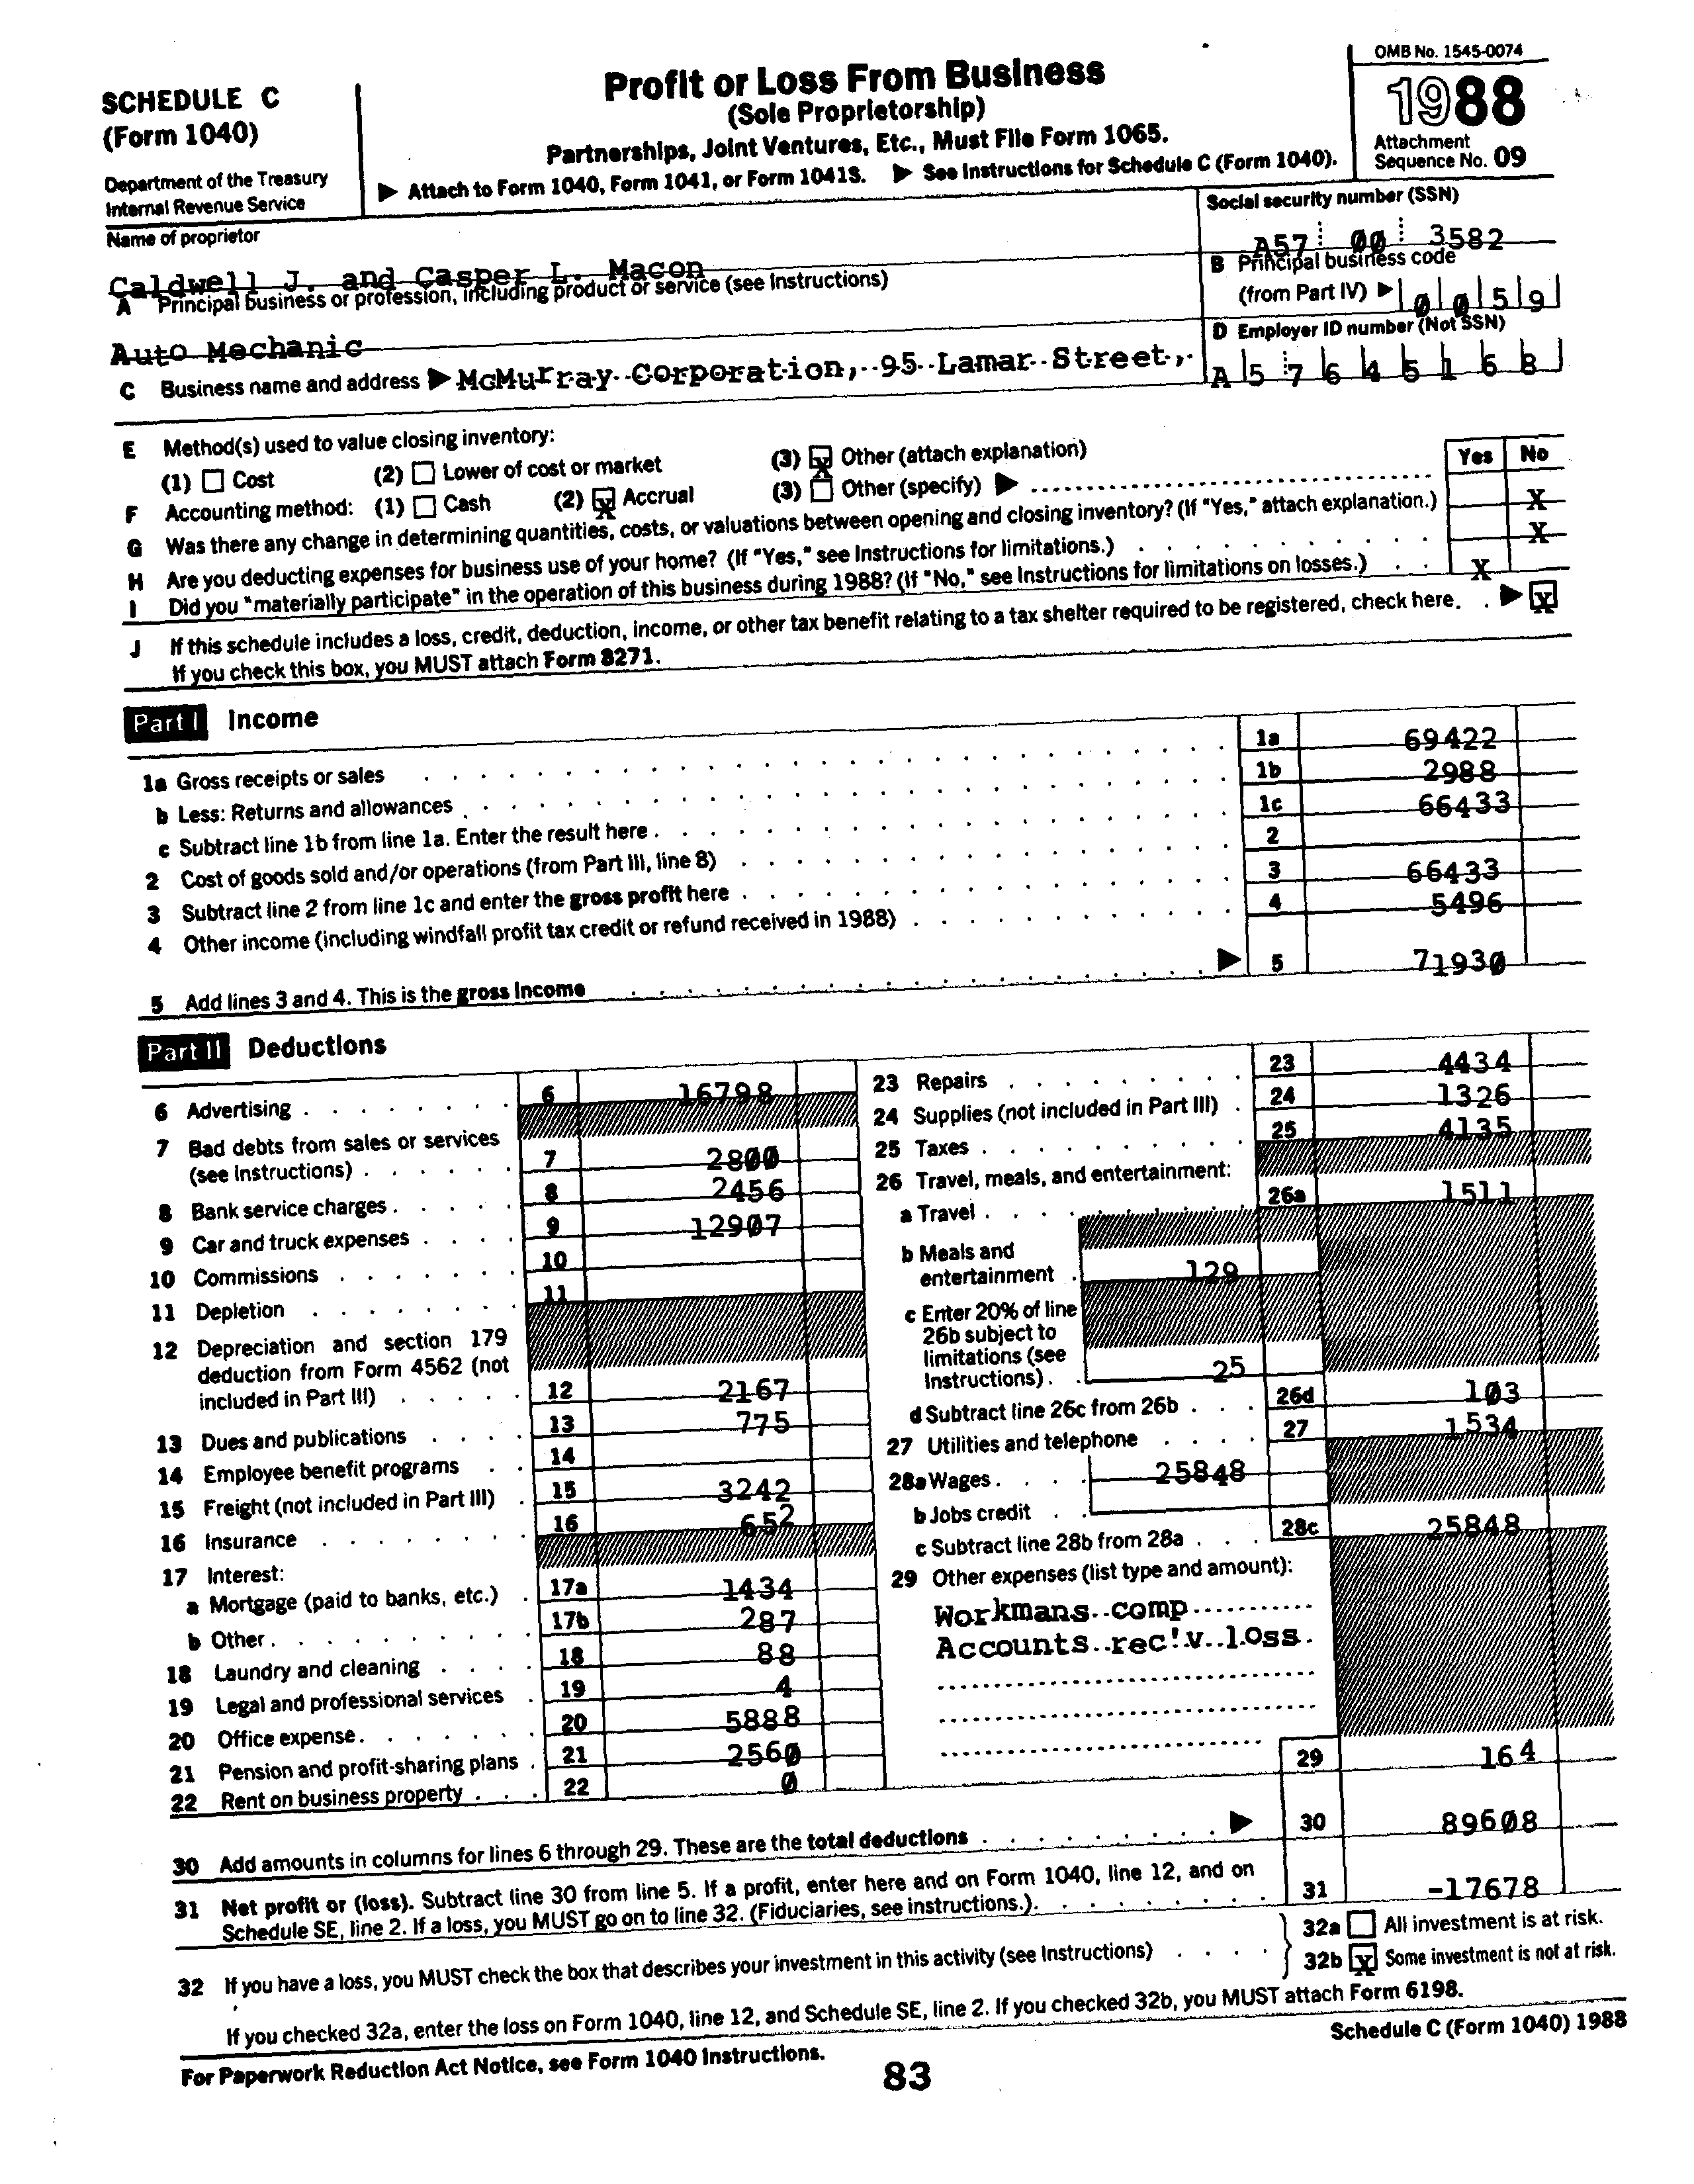 SCHEDULE C
(Form 1040)
Department of the Treasury
Internal Revenue Service
Profit or Loss From Business
(Sole Proprietorship)
Partnerships, Joint Ventures, Etc., Must File Form 1065.
▶ Attach to Form 1040, Form 1041, or Form 1041S. ▶ See Instructions for Schedule C (Form 1040).
OMB No. 1545-0074
1988
Attachment
Sequence No. 09
Name of proprietor
Caldwell J. and Casper L. Macon
Social security number (SSN)
A57 00 3582
A Principal business or profession, including product or service (see Instructions)
Auto Mechanic
B Principal business code
(from Part IV) ▶ 0 0 5 9
C Business name and address ▶ McMurray Corporation, 95 Lamar Street,
D Employer ID number (Not SSN)
A 5 7 6 4 5 1 6 8
E Method(s) used to value closing inventory:
(1) Cost (2) Lower of cost or market (3) X Other (attach explanation)
Yes No
F Accounting method: (1) Cash (2) X Accrual (3) Other (specify) ▶
G Was there any change in determining quantities, costs, or valuations between opening and closing inventory? (If "Yes," attach explanation.) X
H Are you deducting expenses for business use of your home? (If "Yes," see Instructions for limitations.) X
I Did you "materially participate" in the operation of this business during 1988? (If "No," see Instructions for limitations on losses.) X
J If this schedule includes a loss, credit, deduction, income, or other tax benefit relating to a tax shelter required to be registered, check here. ▶ X
If you check this box, you MUST attach Form 8271.
Part I Income
1a Gross receipts or sales 1a 69422
b Less: Returns and allowances 1b 2988
c Subtract line 1b from line 1a. Enter the result here 1c 66433
2 Cost of goods sold and/or operations (from Part III, line 8) 2
3 Subtract line 2 from line 1c and enter the gross profit here 3 66433
4 Other income (including windfall profit tax credit or refund received in 1988) 4 5496
5 Add lines 3 and 4. This is the gross income ▶ 5 71930
Part II Deductions
6 Advertising 6 16798
7 Bad debts from sales or services
(see Instructions) 7 2800
8 Bank service charges 8 2456
9 Car and truck expenses 9 12907
10 Commissions 10
11 Depletion 11
12 Depreciation and section 179
deduction from Form 4562 (not
included in Part III) 12 2167
13 Dues and publications 13 775
14 Employee benefit programs 14
15 Freight (not included in Part III) 15 3242
16 Insurance 16 652
17 Interest:
a Mortgage (paid to banks, etc.) 17a 1434
b Other 17b 287
18 Laundry and cleaning 18 88
19 Legal and professional services 19 4
20 Office expense 20 5888
21 Pension and profit-sharing plans 21 2560
22 Rent on business property 22 0
23 Repairs 23 4434
24 Supplies (not included in Part III) 24 1326
25 Taxes 25 4135
26 Travel, meals, and entertainment:
a Travel 26a 1511
b Meals and
entertainment 129
c Enter 20% of line
26b subject to
limitations (see
Instructions) 25
d Subtract line 26c from 26b 26d 103
27 Utilities and telephone 27 1534
28a Wages 25848
b Jobs credit
c Subtract line 28b from 28a 28c 25848
29 Other expenses (list type and amount):
Workmans comp
Accounts rec'v loss
29 164
30 Add amounts in columns for lines 6 through 29. These are the total deductions ▶ 30 89608
31 Net profit or (loss). Subtract line 30 from line 5. If a profit, enter here and on Form 1040, line 12, and on
Schedule SE, line 2. If a loss, you MUST go on to line 32. (Fiduciaries, see instructions.) 31 -17678
32 If you have a loss, you MUST check the box that describes your investment in this activity (see Instructions)
32a All investment is at risk.
32b X Some investment is not at risk.
If you checked 32a, enter the loss on Form 1040, line 12, and Schedule SE, line 2. If you checked 32b, you MUST attach Form 6198.
For Paperwork Reduction Act Notice, see Form 1040 Instructions.
Schedule C (Form 1040) 1988
83